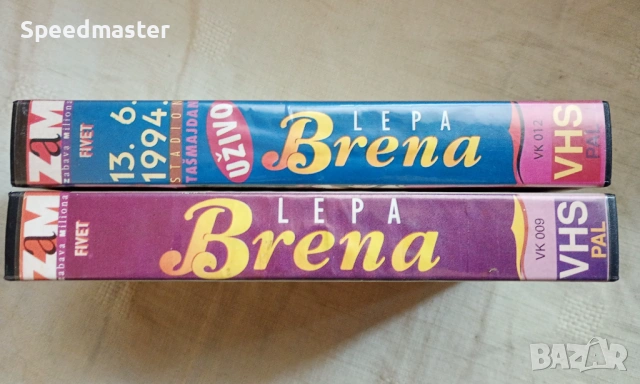 Speedmaster
ZaM
zabava Miliona
FIVET
13. 6.
1994.
STADION
TAŠMAJDAN
UŽIVO
LEPA
Brena
VK 012
VHS
PAL
ZaM
zabava Miliona
FIVET
LEPA
Brena
VK 009
VHS
PAL
BAZAR